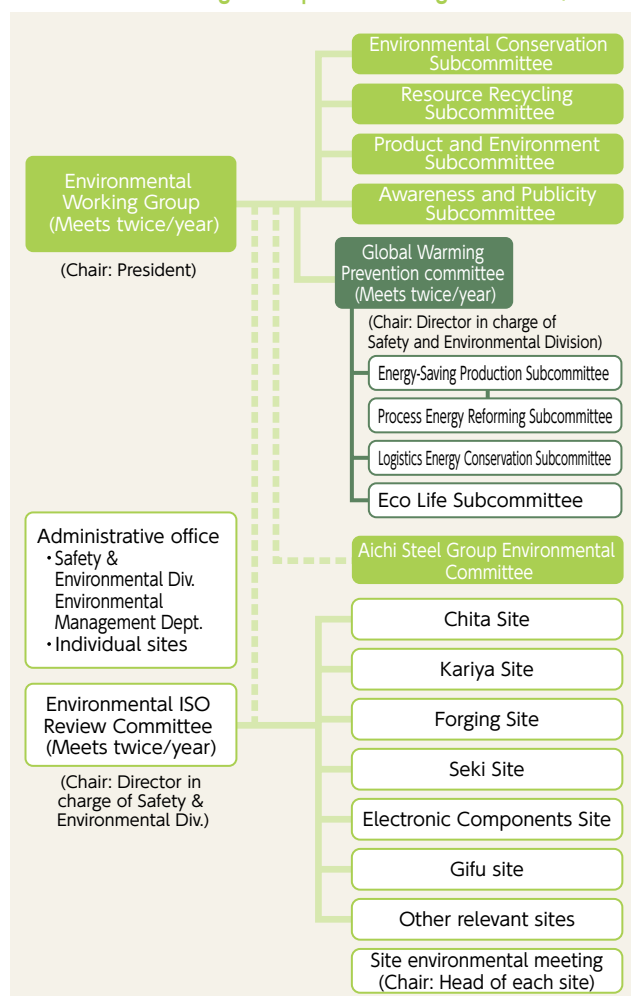 Environmental Conservation
Subcommittee
Resource Recycling
Subcommittee
Product and Environment
Subcommittee
Environmental
Working Group
(Meets twice/year)
Awareness and Publicity
Subcommittee
(Chair: President)
Global Warming
Prevention committee
(Meets twice/year)
(Chair: Director in charge of
Safety and Environmental Division)
Energy-Saving Production Subcommittee
Process Energy Reforming Subcommittee
Logistics Energy Conservation Subcommittee
Eco Life Subcommittee
Administrative office
・Safety &
Environmental Div.
Environmental
Management Dept.
・Individual sites
Aichi Steel Group Environmental
Committee
Environmental ISO
Review Committee
(Meets twice/year)
(Chair: Director in
charge of Safety &
Environmental Div.)
Chita Site
Kariya Site
Forging Site
Seki Site
Electronic Components Site
Gifu site
Other relevant sites
Site environmental meeting
(Chair: Head of each site)